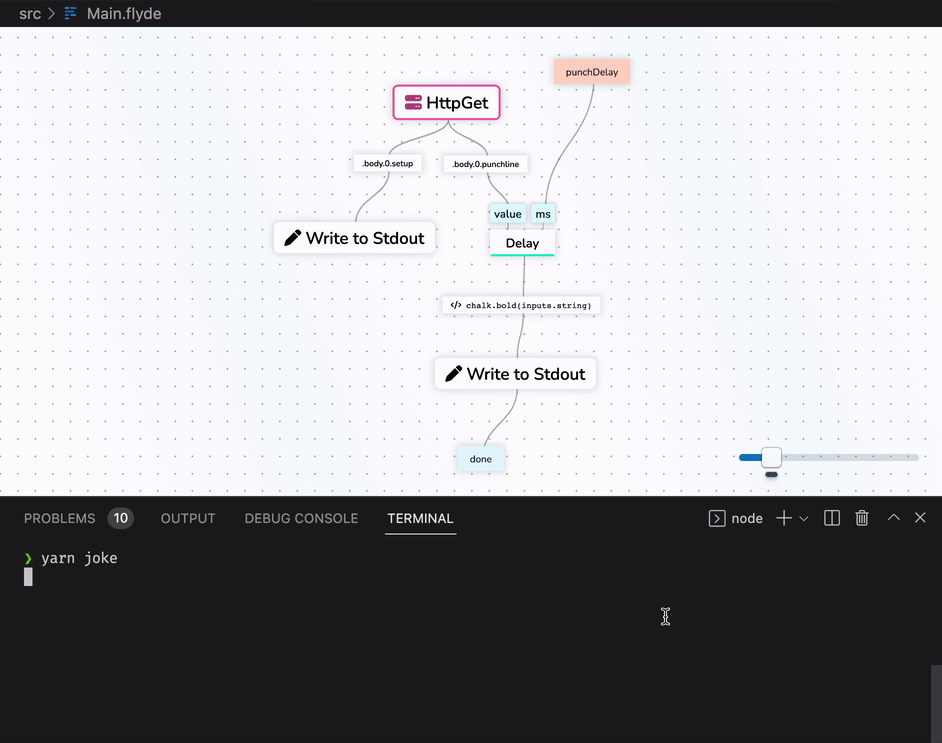 src > Main.flyde
punchDelay
HttpGet
.body.0.setup
.body.0.punchline
value
ms
Write to Stdout
Delay
</> chalk.bold(inputs.string)
Write to Stdout
done
PROBLEMS 10 OUTPUT DEBUG CONSOLE TERMINAL node
❯ yarn joke